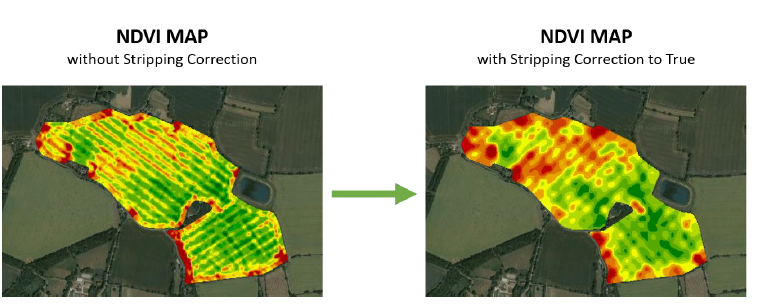 NDVI MAP
without Stripping Correction
NDVI MAP
with Stripping Correction to True